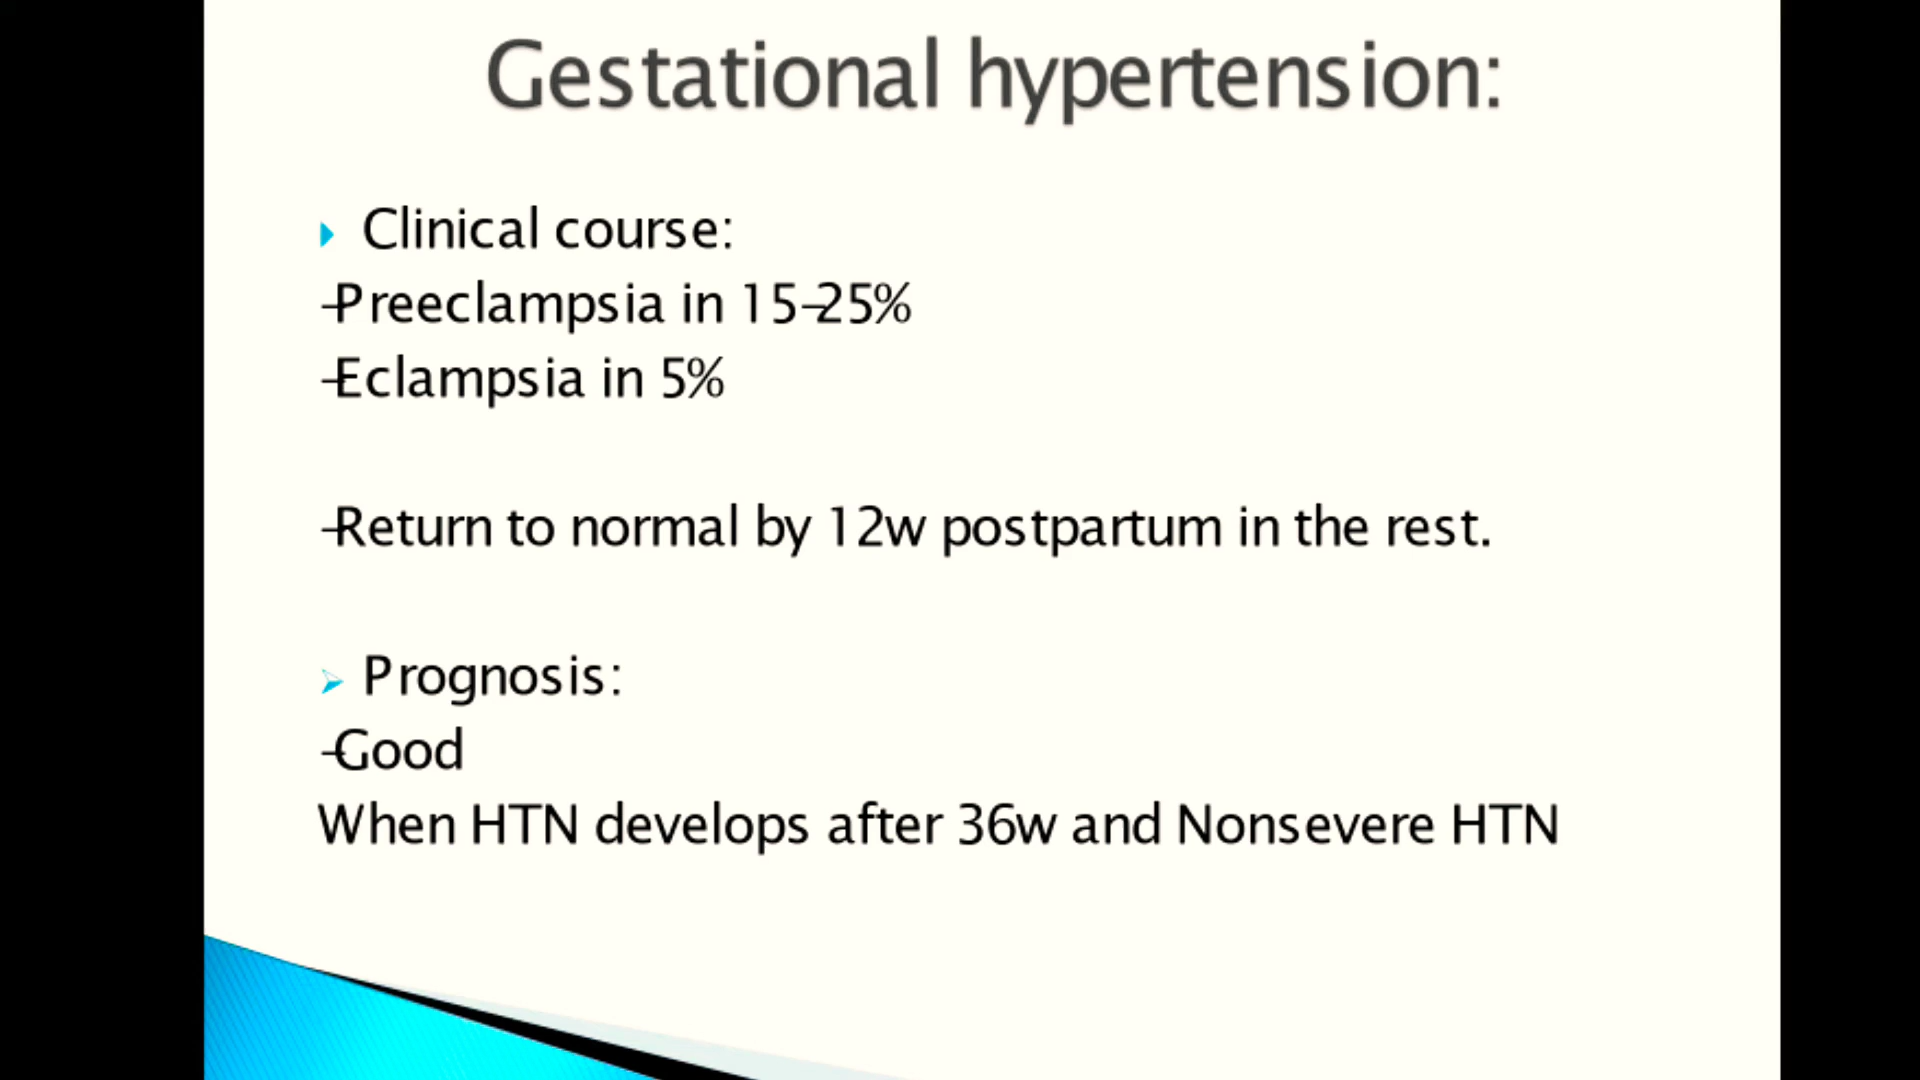 Gestational hypertension:
Clinical course:
-Preeclampsia in 15-25%
-Eclampsia in 5%
-Return to normal by 12w postpartum in the rest.
Prognosis:
-Good
When HTN develops after 36w and Nonsevere HTN